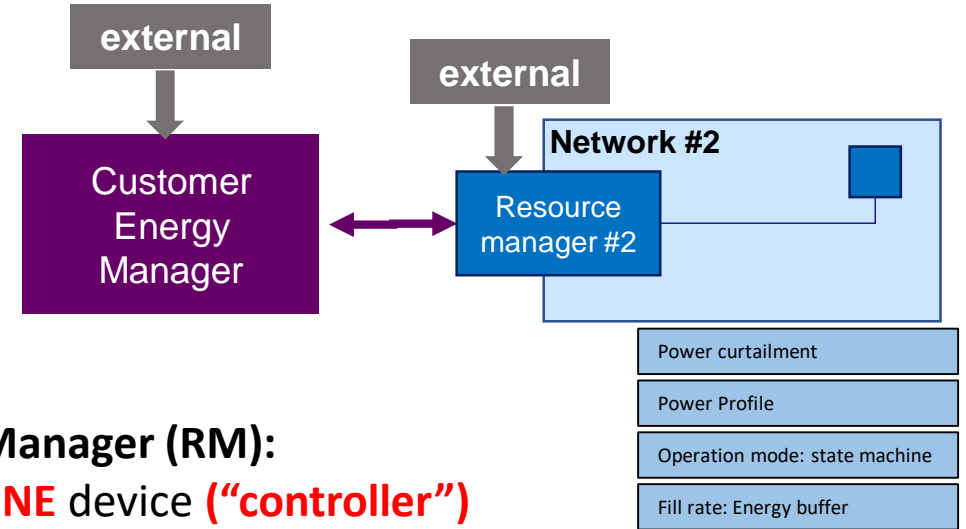 external
external
Network #2
Customer
Energy
Manager
Resource
manager #2
Power curtailment
Power Profile
Operation mode: state machine
Fill rate: Energy buffer
Manager (RM):
NE device (“controller”)